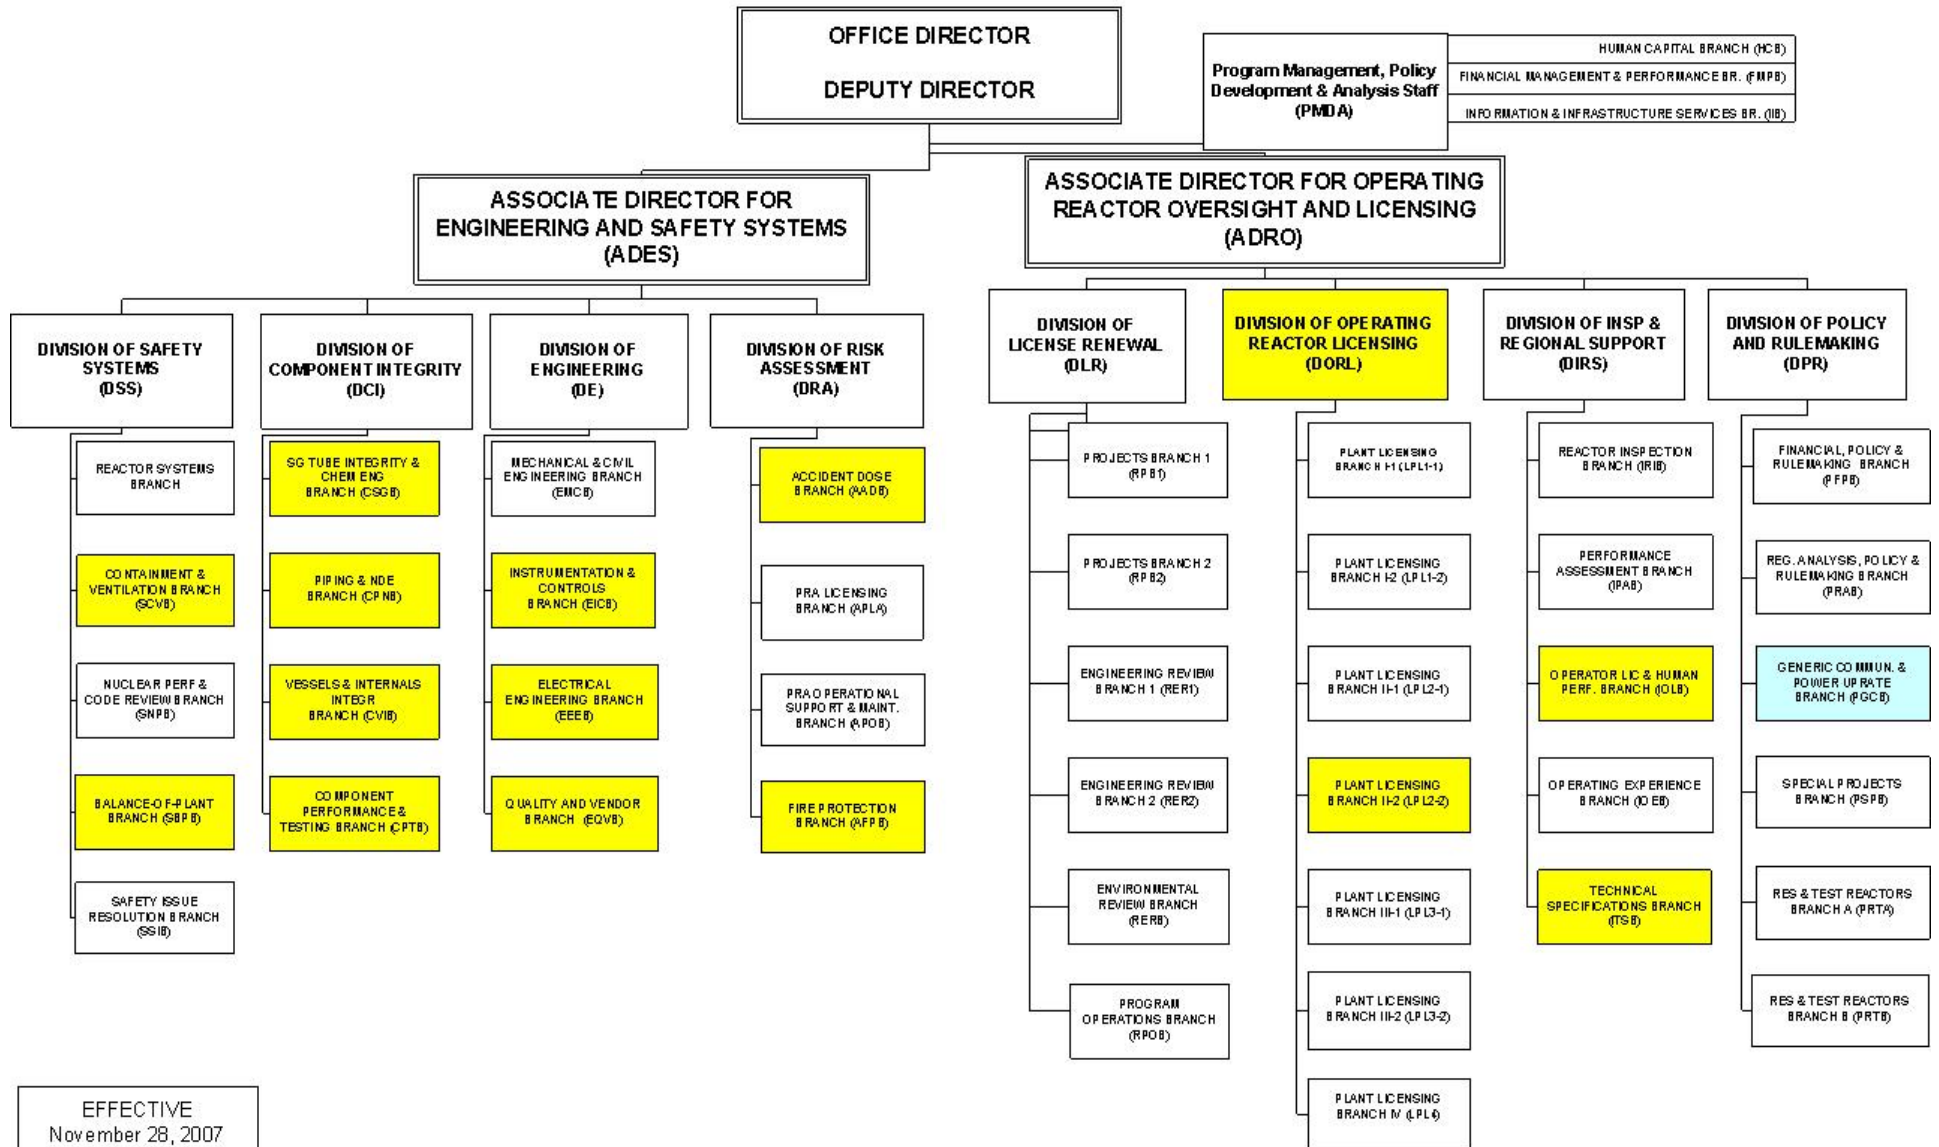 OFFICE DIRECTOR
DEPUTY DIRECTOR
Program Management, Policy
Development & Analysis Staff
(PMDA)
HUMAN CAPITAL BRANCH (HCB)
FINANCIAL MANAGEMENT & PERFORMANCE BR. (FMPB)
INFORMATION & INFRASTRUCTURE SERVICES BR. (IIB)
ASSOCIATE DIRECTOR FOR
ENGINEERING AND SAFETY SYSTEMS
(ADES)
ASSOCIATE DIRECTOR FOR OPERATING
REACTOR OVERSIGHT AND LICENSING
(ADRO)
DIVISION OF SAFETY
SYSTEMS
(DSS)
REACTOR SYSTEMS
BRANCH
CONTAINMENT &
VENTILATION BRANCH
(SCVB)
NUCLEAR PERF &
CODE REVIEW BRANCH
(SNPB)
BALANCE-OF-PLANT
BRANCH (SBPB)
SAFETY ISSUE
RESOLUTION BRANCH
(SSIB)
DIVISION OF
COMPONENT INTEGRITY
(DCI)
SG TUBE INTEGRITY &
CHEM ENG
BRANCH (CSGB)
PIPING & NDE
BRANCH (CPNB)
VESSELS & INTERNALS
INTEGR
BRANCH (CVIB)
COMPONENT
PERFORMANCE &
TESTING BRANCH (CPTB)
DIVISION OF
ENGINEERING
(DE)
MECHANICAL & CIVIL
ENGINEERING BRANCH
(EMCB)
INSTRUMENTATION &
CONTROLS
BRANCH (EICB)
ELECTRICAL
ENGINEERING BRANCH
(EEEB)
QUALITY AND VENDOR
BRANCH (EQVB)
DIVISION OF RISK
ASSESSMENT
(DRA)
ACCIDENT DOSE
BRANCH (AADB)
PRA LICENSING
BRANCH (APLA)
PRA OPERATIONAL
SUPPORT & MAINT.
BRANCH (APOB)
FIRE PROTECTION
BRANCH (AFPB)
DIVISION OF
LICENSE RENEWAL
(DLR)
PROJECTS BRANCH 1
(RPB1)
PROJECTS BRANCH 2
(RPB2)
ENGINEERING REVIEW
BRANCH 1 (RER1)
ENGINEERING REVIEW
BRANCH 2 (RER2)
ENVIRONMENTAL
REVIEW BRANCH
(RERB)
PROGRAM
OPERATIONS BRANCH
(RPOB)
DIVISION OF OPERATING
REACTOR LICENSING
(DORL)
PLANT LICENSING
BRANCH I-1 (LPL1-1)
PLANT LICENSING
BRANCH I-2 (LPL1-2)
PLANT LICENSING
BRANCH II-1 (LPL2-1)
PLANT LICENSING
BRANCH II-2 (LPL2-2)
PLANT LICENSING
BRANCH III-1 (LPL3-1)
PLANT LICENSING
BRANCH III-2 (LPL3-2)
PLANT LICENSING
BRANCH IV (LPL4)
DIVISION OF INSP &
REGIONAL SUPPORT
(DIRS)
REACTOR INSPECTION
BRANCH (IRIB)
PERFORMANCE
ASSESSMENT BRANCH
(IPAB)
OPERATOR LIC & HUMAN
PERF. BRANCH (IOLB)
OPERATING EXPERIENCE
BRANCH (IOEB)
TECHNICAL
SPECIFICATIONS BRANCH
(ITSB)
DIVISION OF POLICY
AND RULEMAKING
(DPR)
FINANCIAL, POLICY &
RULEMAKING BRANCH
(PFPB)
REG. ANALYSIS, POLICY &
RULEMAKING BRANCH
(PRAB)
GENERIC COMMUN. &
POWER UPRATE
BRANCH (PGCB)
SPECIAL PROJECTS
BRANCH (PSPB)
RES & TEST REACTORS
BRANCH A (PRTA)
RES & TEST REACTORS
BRANCH B (PRTB)
EFFECTIVE
November 28, 2007